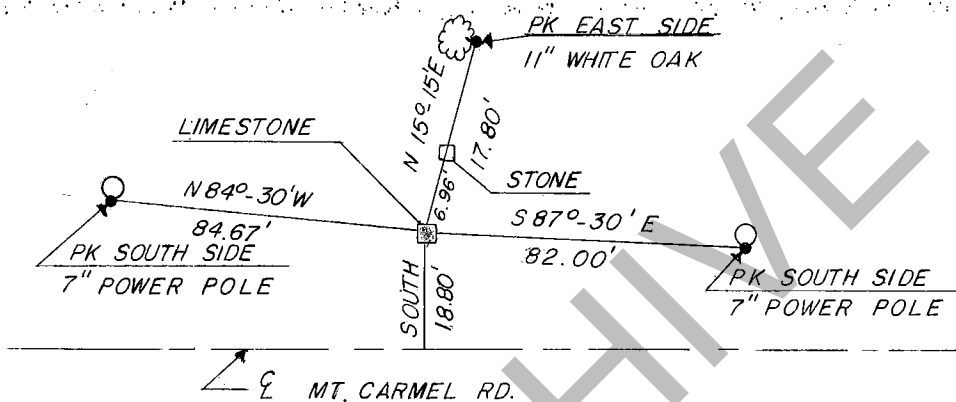 PK EAST SIDE
11" WHITE OAK
N 15°-15'E
17.80'
LIMESTONE
STONE
6.96'
N 84°-30'W
84.67'
S 87°-30' E
82.00'
PK SOUTH SIDE
7" POWER POLE
PK SOUTH SIDE
7" POWER POLE
SOUTH
18.80'
℄ MT. CARMEL RD.
HIVE